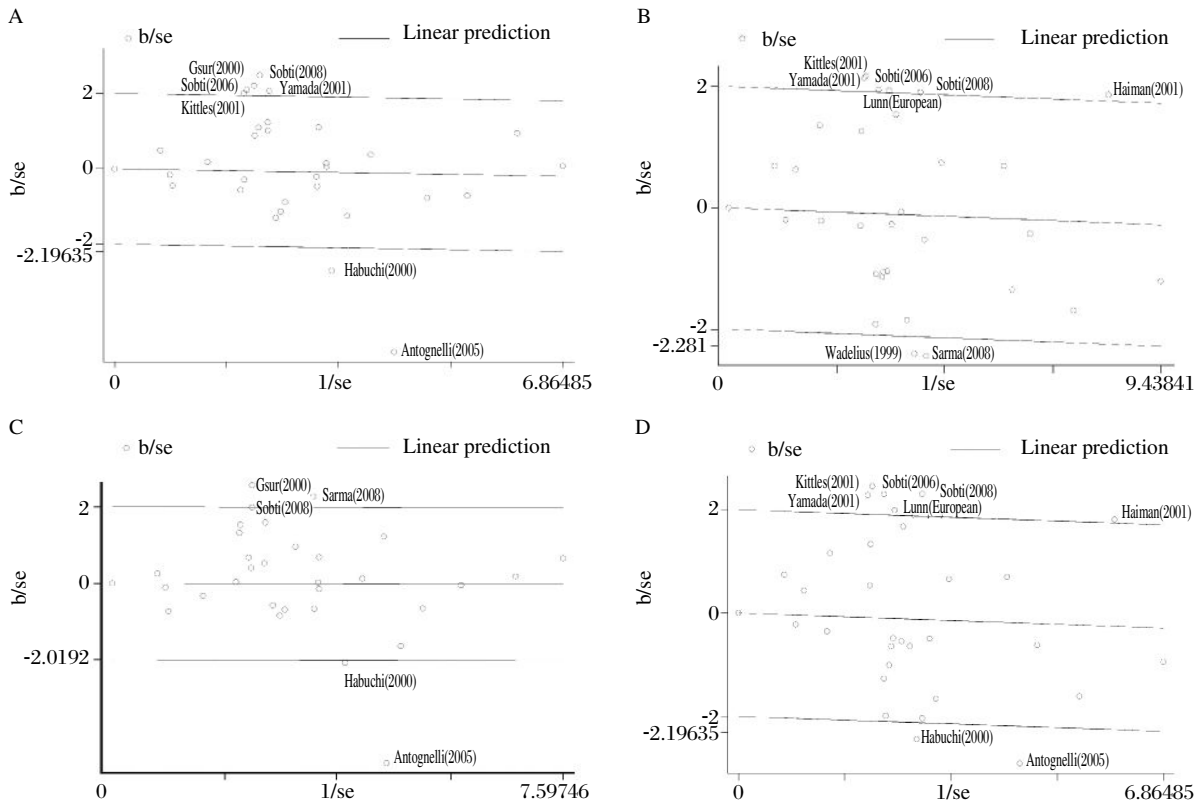 A
b/se
Linear prediction
Gsur(2000)
Sobti(2008)
Sobti(2006)
Yamada(2001)
Kittles(2001)
2
0
-2
-2.19635
b/se
Habuchi(2000)
Antognelli(2005)
0
1/se
6.86485
B
b/se
Linear prediction
Kittles(2001)
Yamada(2001)
Sobti(2006)
Sobti(2008)
Haiman(2001)
Lunn(European)
2
0
-2
-2.281
b/se
Wadelius(1999)
Sarma(2008)
0
1/se
9.43841
C
b/se
Linear prediction
Gsur(2000)
Sarma(2008)
Sobti(2008)
2
0
-2.0192
b/se
Habuchi(2000)
Antognelli(2005)
0
1/se
7.59746
D
b/se
Linear prediction
Kittles(2001)
Sobti(2006)
Sobti(2008)
Yamada(2001)
Lunn(European)
Haiman(2001)
2
0
-2
-2.19635
b/se
Habuchi(2000)
Antognelli(2005)
0
1/se
6.86485